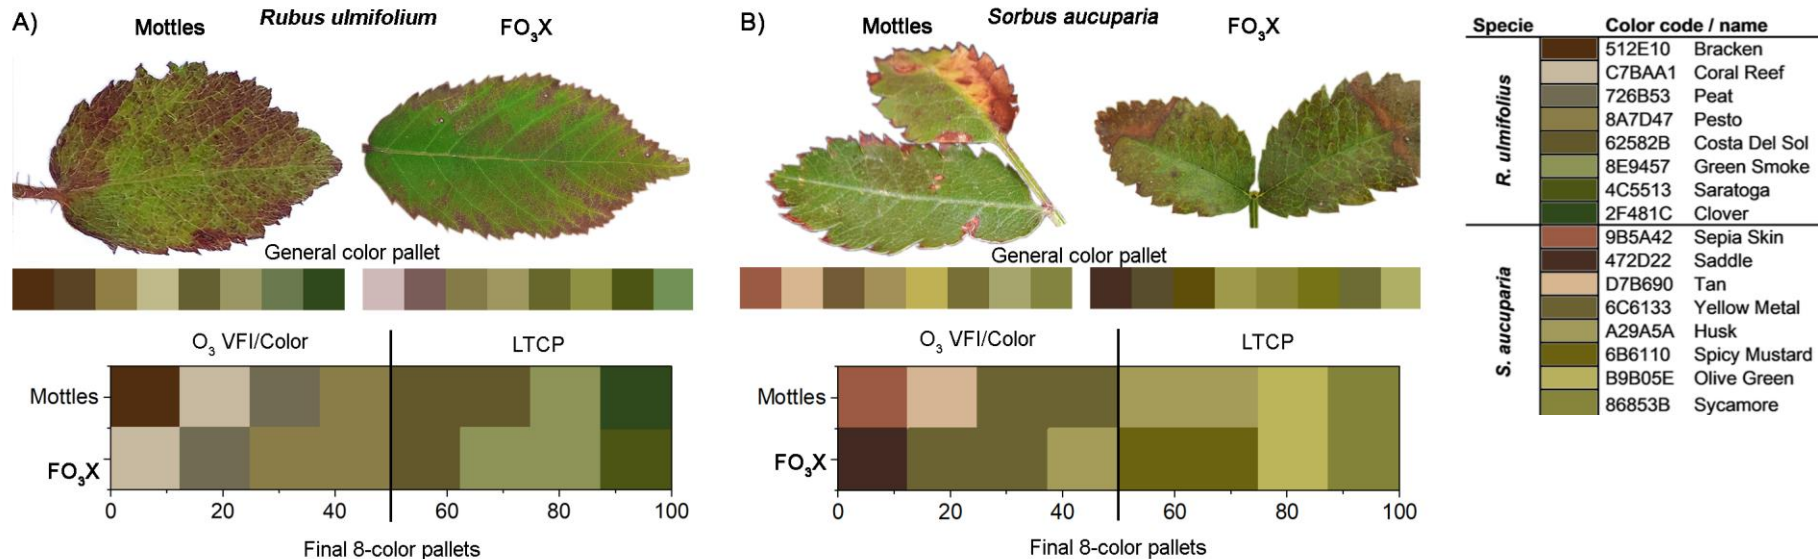 A)
Rubus ulmifolium
Mottles
FO₃X
General color pallet
O₃ VFI/Color
LTCP
Mottles
FO₃X
0 20 40 60 80 100
Final 8-color pallets
B)
Sorbus aucuparia
Mottles
FO₃X
General color pallet
O₃ VFI/Color
LTCP
Mottles
FO₃X
0 20 40 60 80 100
Final 8-color pallets
Specie Color code / name
R. ulmifolius
512E10 Bracken
C7BAA1 Coral Reef
726B53 Peat
8A7D47 Pesto
62582B Costa Del Sol
8E9457 Green Smoke
4C5513 Saratoga
2F481C Clover
S. aucuparia
9B5A42 Sepia Skin
472D22 Saddle
D7B690 Tan
6C6133 Yellow Metal
A29A5A Husk
6B6110 Spicy Mustard
B9B05E Olive Green
86853B Sycamore